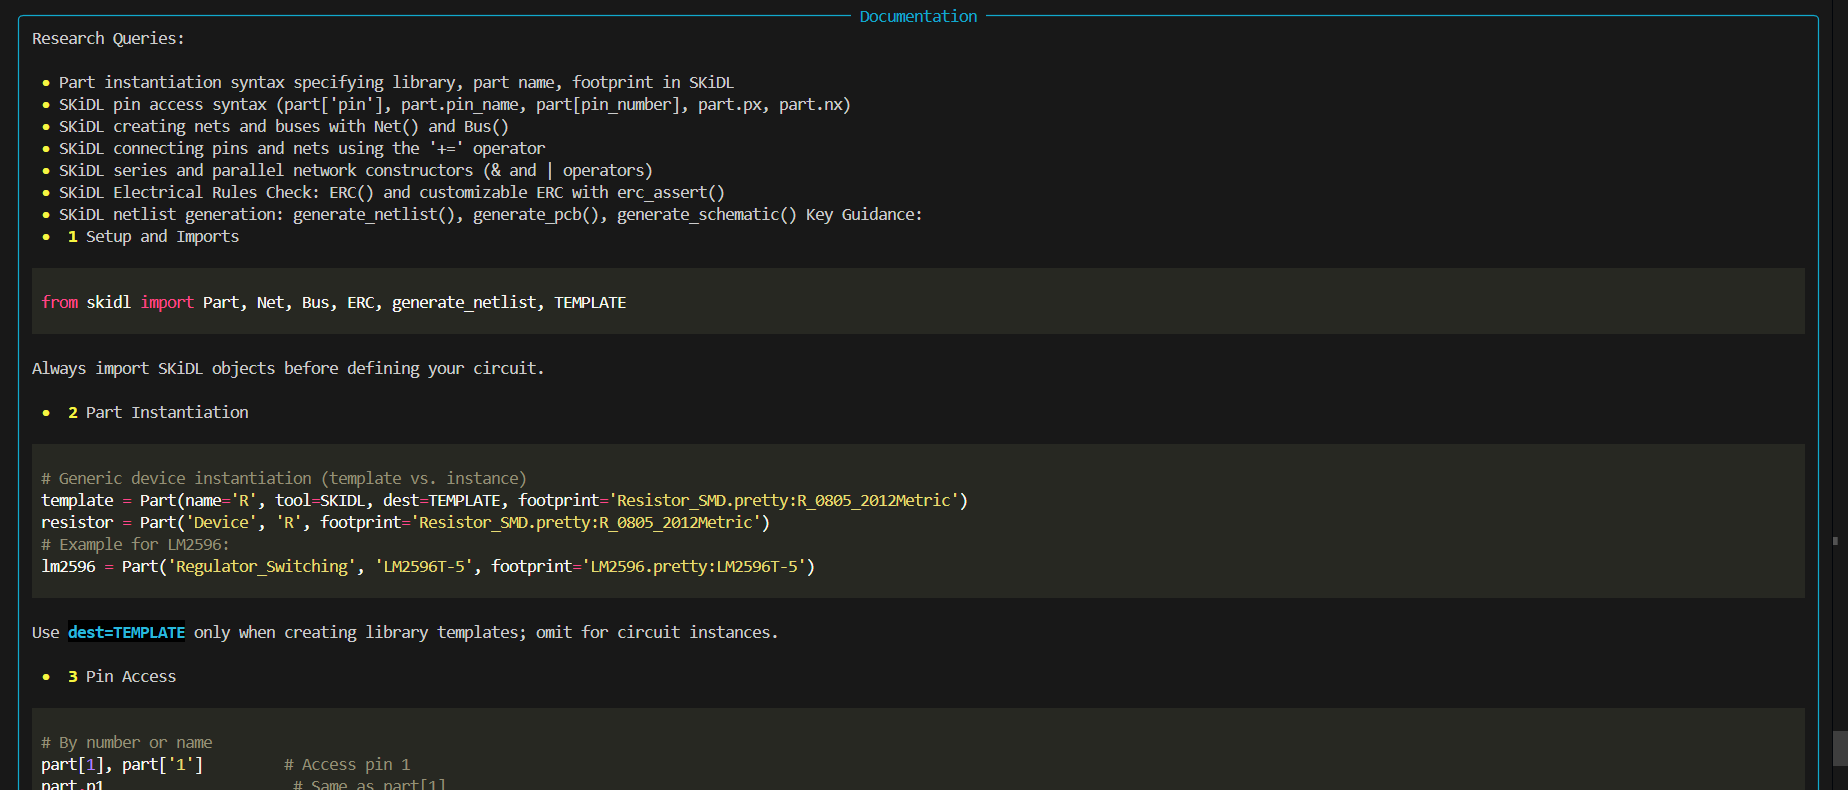 Documentation
Research Queries:
• Part instantiation syntax specifying library, part name, footprint in SKiDL
• SKiDL pin access syntax (part['pin'], part.pin_name, part[pin_number], part.px, part.nx)
• SKiDL creating nets and buses with Net() and Bus()
• SKiDL connecting pins and nets using the '+=' operator
• SKiDL series and parallel network constructors (& and | operators)
• SKiDL Electrical Rules Check: ERC() and customizable ERC with erc_assert()
• SKiDL netlist generation: generate_netlist(), generate_pcb(), generate_schematic() Key Guidance:
• 1 Setup and Imports
from skidl import Part, Net, Bus, ERC, generate_netlist, TEMPLATE
Always import SKiDL objects before defining your circuit.
• 2 Part Instantiation
# Generic device instantiation (template vs. instance)
template = Part(name='R', tool=SKIDL, dest=TEMPLATE, footprint='Resistor_SMD.pretty:R_0805_2012Metric')
resistor = Part('Device', 'R', footprint='Resistor_SMD.pretty:R_0805_2012Metric')
# Example for LM2596:
lm2596 = Part('Regulator_Switching', 'LM2596T-5', footprint='LM2596.pretty:LM2596T-5')
Use dest=TEMPLATE only when creating library templates; omit for circuit instances.
• 3 Pin Access
# By number or name
part[1], part['1'] # Access pin 1
part.p1 # Same as part[1]